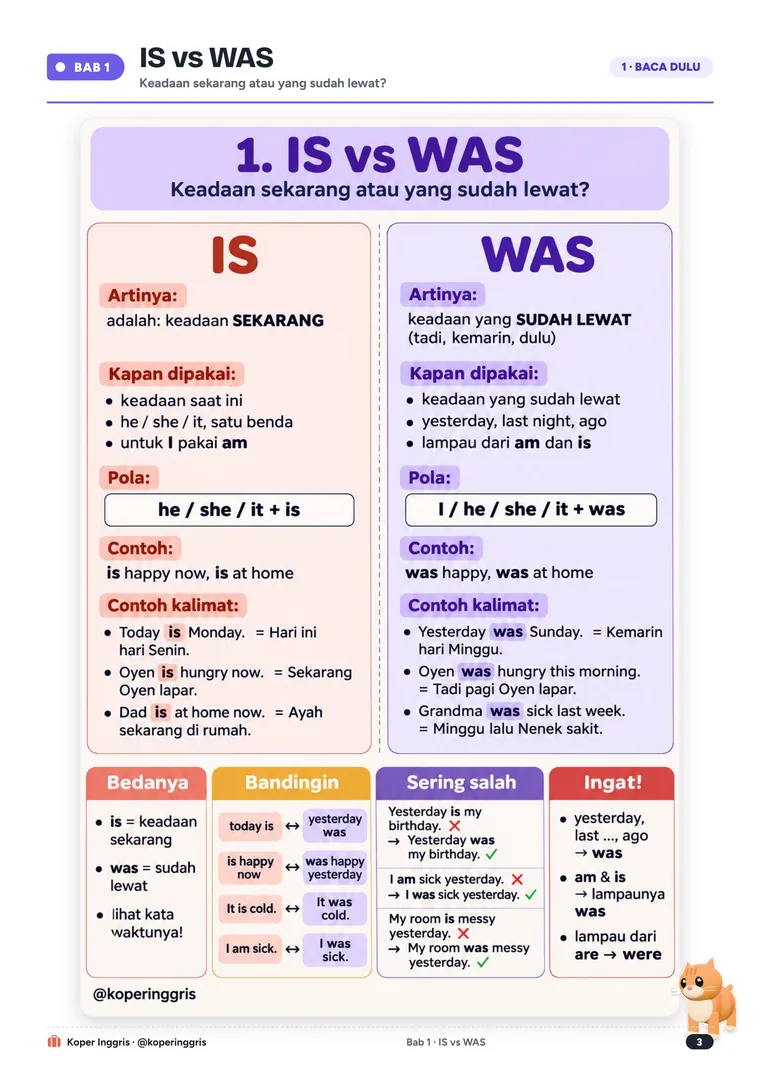 BAB 1
IS vs WAS
Keadaan sekarang atau yang sudah lewat?
1 · BACA DULU
1. IS vs WAS
Keadaan sekarang atau yang sudah lewat?
IS
Artinya:
adalah: keadaan SEKARANG
Kapan dipakai:
• keadaan saat ini
• he / she / it, satu benda
• untuk I pakai am
Pola:
he / she / it + is
Contoh:
is happy now, is at home
Contoh kalimat:
• Today is Monday. = Hari ini
hari Senin.
• Oyen is hungry now. = Sekarang
Oyen lapar.
• Dad is at home now. = Ayah
sekarang di rumah.
WAS
Artinya:
keadaan yang SUDAH LEWAT
(tadi, kemarin, dulu)
Kapan dipakai:
• keadaan yang sudah lewat
• yesterday, last night, ago
• lampau dari am dan is
Pola:
I / he / she / it + was
Contoh:
was happy, was at home
Contoh kalimat:
• Yesterday was Sunday. = Kemarin
hari Minggu.
• Oyen was hungry this morning.
= Tadi pagi Oyen lapar.
• Grandma was sick last week.
= Minggu lalu Nenek sakit.
Bedanya
• is = keadaan
sekarang
• was = sudah
lewat
• lihat kata
waktunya!
Bandingin
today is ↔ yesterday
was
is happy
now ↔ was happy
yesterday
It is cold. ↔ It was
cold.
I am sick. ↔ I was
sick.
Sering salah
Yesterday is my
birthday. ❌
→ Yesterday was
my birthday. ✓
I am sick yesterday. ❌
→ I was sick yesterday. ✓
My room is messy
yesterday. ❌
→ My room was messy
yesterday. ✓
Ingat!
• yesterday,
last ..., ago
→ was
• am & is
→ lampaunya
was
• lampau dari
are → were
@koperinggris
Koper Inggris · @koperinggris
Bab 1 · IS vs WAS
3